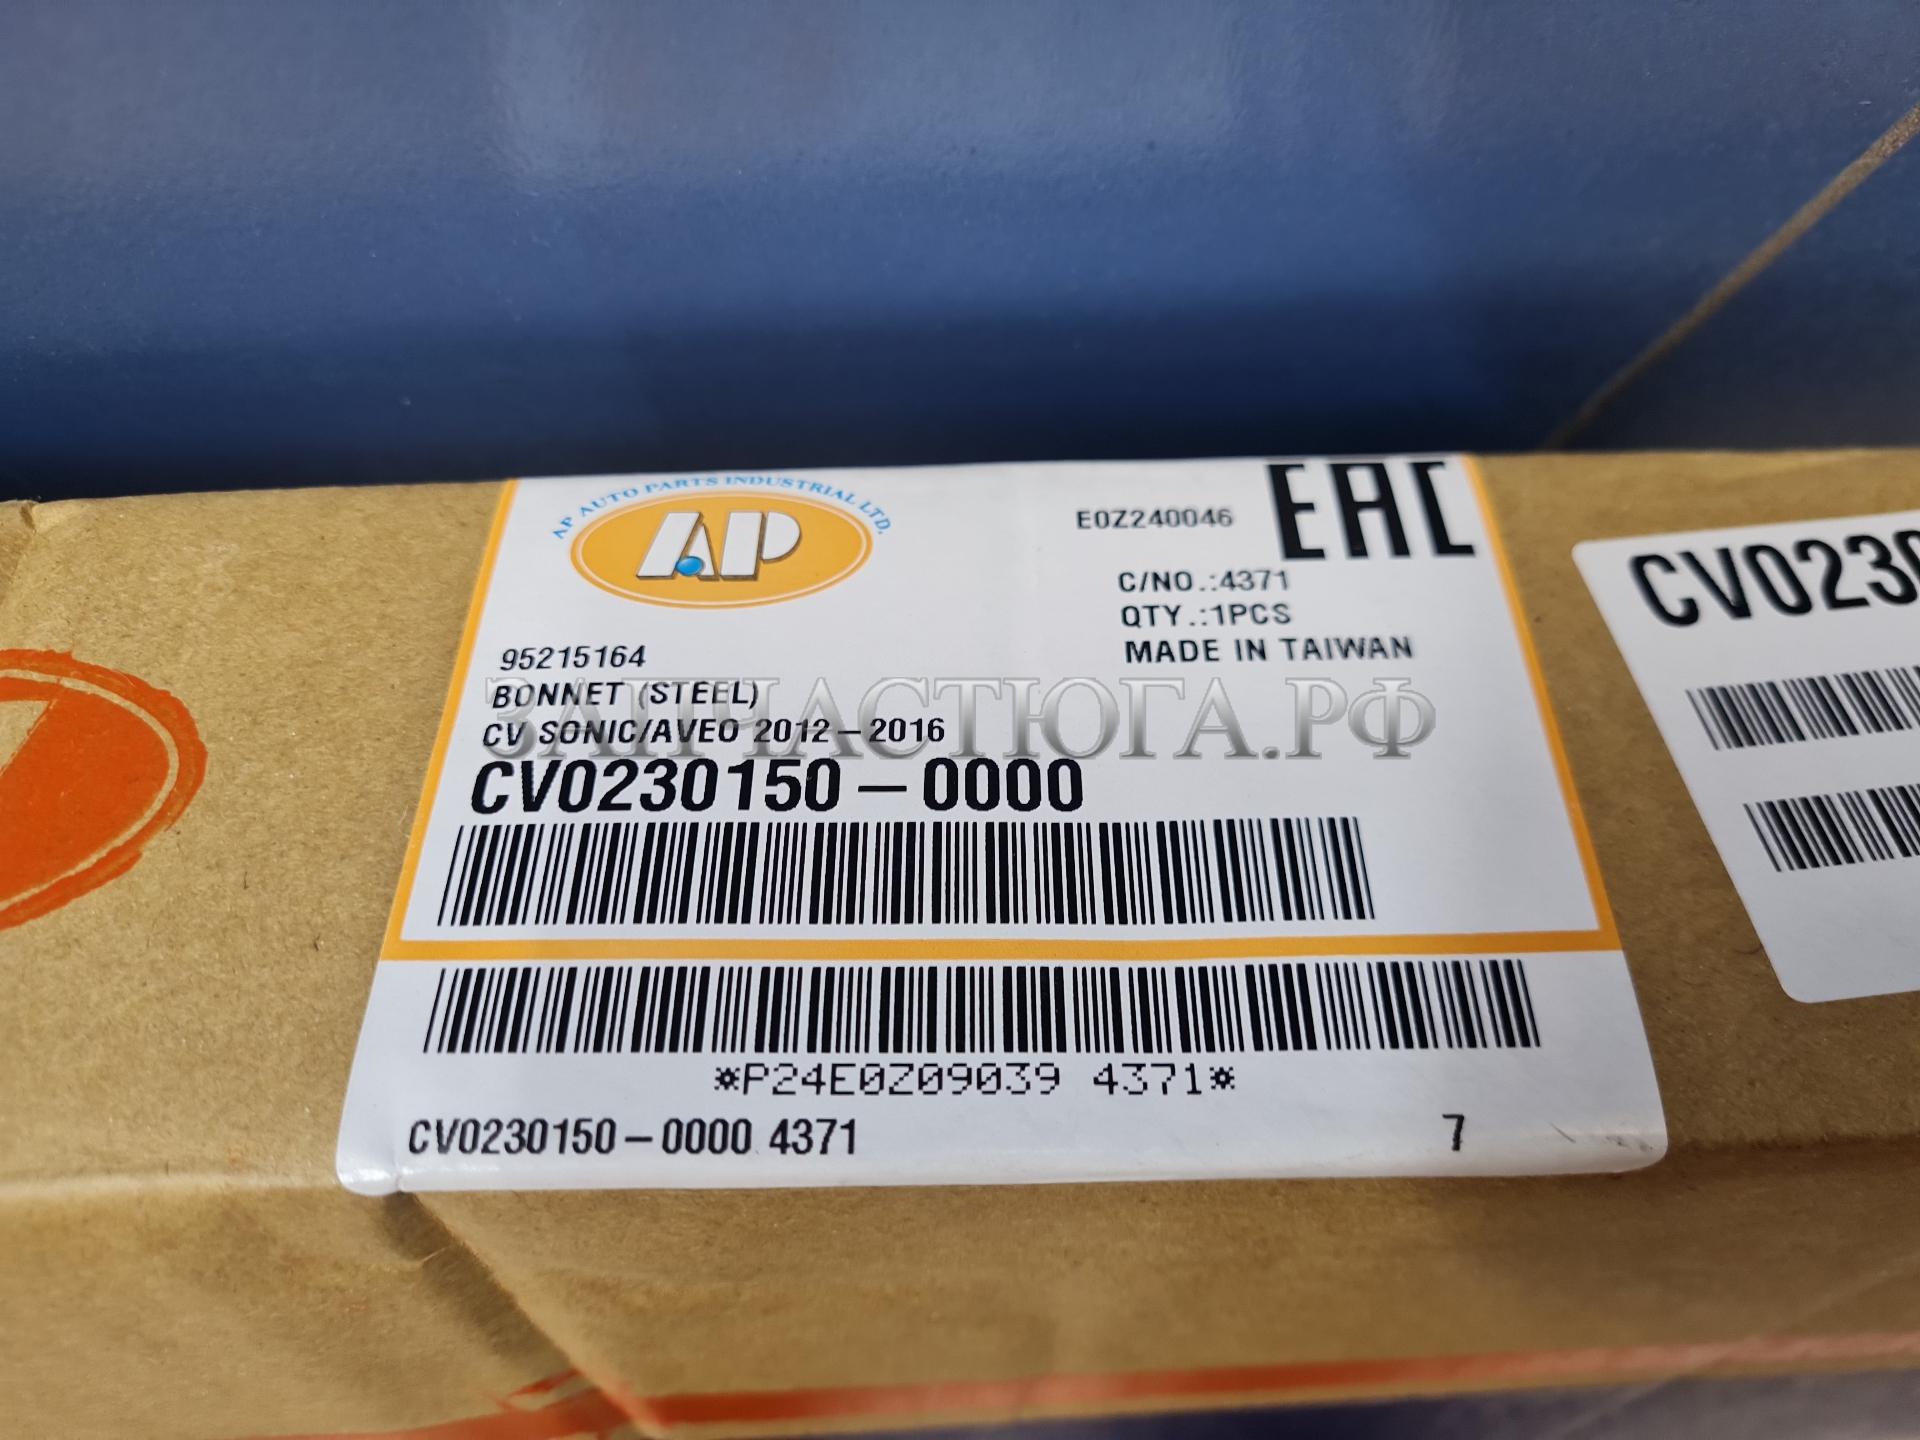 AP AUTO PARTS INDUSTRIAL LTD.
AP
E0Z240046
EAC
C/NO.:4371
QTY.:1PCS
MADE IN TAIWAN
95215164
BONNET (STEEL)
CV SONIC/AVEO 2012-2016
CV0230150-0000
*P24E0Z09039 4371*
CV0230150-0000 4371
7
CV0230
ЗАПЧАСТЮГА.РФ